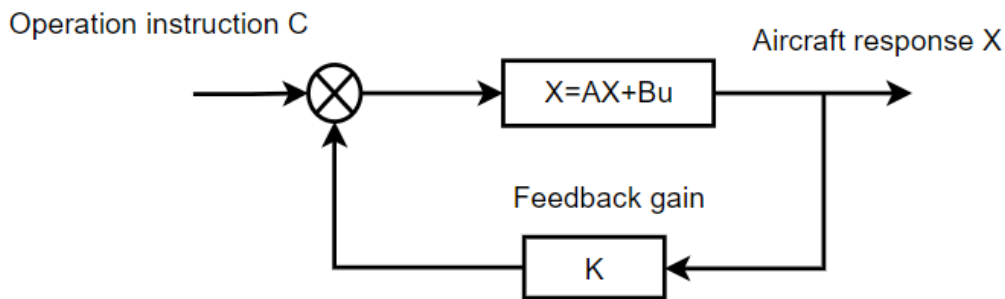 Operation instruction C
Aircraft response X
X=AX+Bu
Feedback gain
K